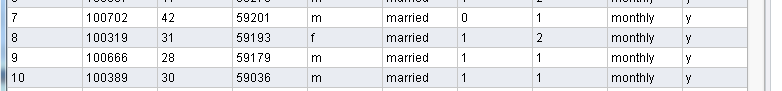 7 100702 42 59201 m married 0 1 monthly y
8 100319 31 59193 f married 1 2 monthly y
9 100666 28 59179 m married 1 1 monthly y
10 100389 30 59036 m married 1 1 monthly y